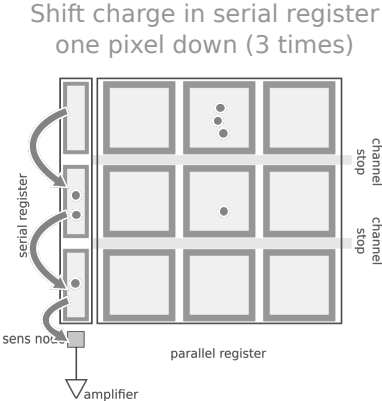 Shift charge in serial register
one pixel down (3 times)
channel
stop
serial register
channel
stop
sens node
parallel register
amplifier